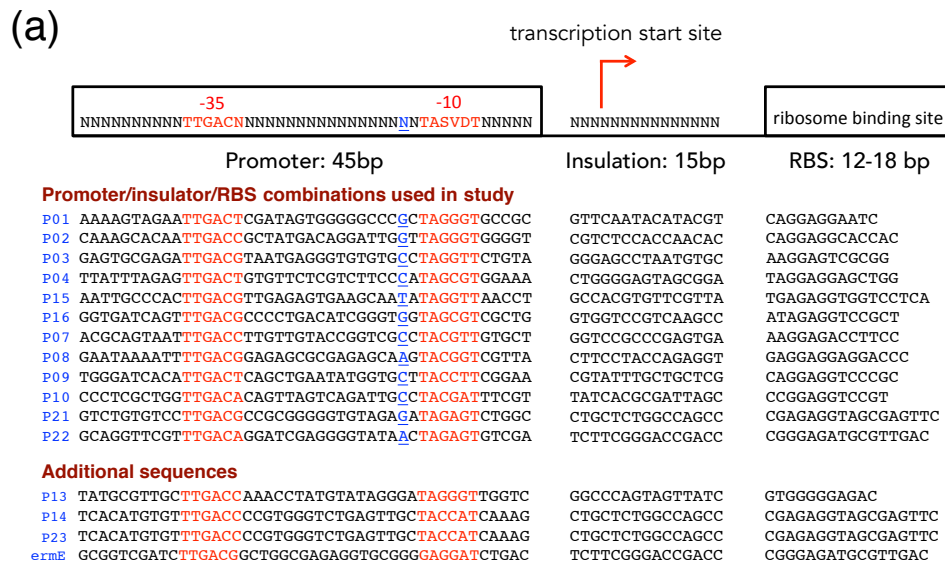 (a)
transcription start site
-35 -10
NNNNNNNNNNTTGACNNNNNNNNNNNNNNNNNNTASVDTNNNNN NNNNNNNNNNNNNNN ribosome binding site
Promoter: 45bp Insulation: 15bp RBS: 12-18 bp
Promoter/insulator/RBS combinations used in study
P01 AAAAGTAGAATTGACTCGATAGTGGGGGCCCGCTAGGGTGCCGC GTTCAATACATACGT CAGGAGGAATC
P02 CAAAGCACAATTGACCGCTATGACAGGATTGGTTAGGGTGGGGT CGTCTCCACCAACAC CAGGAGGCACCAC
P03 GAGTGCGAGATTGACGTAATGAGGGTGTGTGCCTAGGTTCTGTA GGGAGCCTAATGTGC AAGGAGTCGCGG
P04 TTATTTAGAGTTGACTGTGTTCTCGTCTTCCCATAGCGTGGAAA CTGGGGAGTAGCGGA TAGGAGGAGCTGG
P15 AATTGCCCACTTGACGTTGAGAGTGAAGCAATATAGGTTAACCT GCCACGTGTTCGTTA TGAGAGGTGGTCCTCA
P16 GGTGATCAGTTTGACGCCCCTGACATCGGGTGGTAGCGTCGCTG GTGGTCCGTCAAGCC ATAGAGGTCCGCT
P07 ACGCAGTAATTTGACCTTGTTGTACCGGTCGCCTACGTTGTGCT GGTCCGCCCGAGTGA AAGGAGACCTTCC
P08 GAATAAAATTTTGACGGAGAGCGCGAGAGCAAGTACGGTCGTTA CTTCCTACCAGAGGT GAGGAGGAGGACCC
P09 TGGGATCACATTGACTCAGCTGAATATGGTGCTTACCTTCGGAA CGTATTTGCTGCTCG CAGGAGGTCCCGC
P10 CCCTCGCTGGTTGACACAGTTAGTCAGATTGCCTACGATTTCGT TATCACGCGATTAGC CCGGAGGTCCGT
P21 GTCTGTGTCCTTGACGCCGCGGGGGTGTAGAGATAGAGTCTGGC CTGCTCTGGCCAGCC CGAGAGGTAGCGAGTTC
P22 GCAGGTTCGTTTGACAGGATCGAGGGGTATAACTAGAGTGTCGA TCTTCGGGACCGACC CGGGAGATGCGTTGAC
Additional sequences
P13 TATGCGTTGCTTGACCAAACCTATGTATAGGGATAGGGTTGGTC GGCCCAGTAGTTATC GTGGGGGAGAC
P14 TCACATGTGTTTGACCCCGTGGGTCTGAGTTGCTACCATCAAAG CTGCTCTGGCCAGCC CGAGAGGTAGCGAGTTC
P23 TCACATGTGTTTGACCCCGTGGGTCTGAGTTGCTACCATCAAAG CTGCTCTGGCCAGCC CGAGAGGTAGCGAGTTC
ermE GCGGTCGATCTTGACGGCTGGCGAGAGGTGCGGGGAGGATCTGAC TCTTCGGGACCGACC CGGGAGATGCGTTGAC